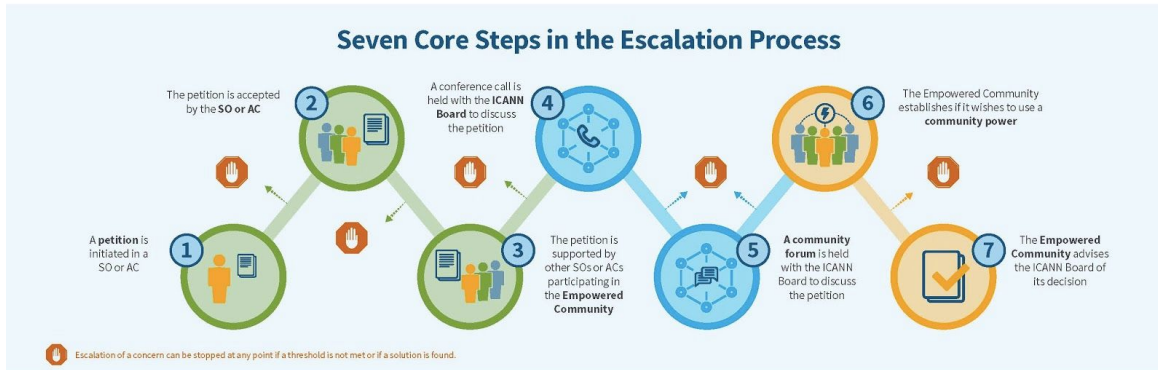 Seven Core Steps in the Escalation Process
1
A petition is
initiated in a
SO or AC
2
The petition is accepted
by the SO or AC
3
The petition is
supported by
other SOs or ACs
participating in
the Empowered
Community
4
A conference call is
held with the ICANN
Board to discuss
the petition
5
A community
forum is held
with the ICANN
Board to discuss
the petition
6
The Empowered Community
establishes if it wishes to use a
community power
7
The Empowered
Community advises
the ICANN Board of
its decision
Escalation of a concern can be stopped at any point if a threshold is not met or if a solution is found.